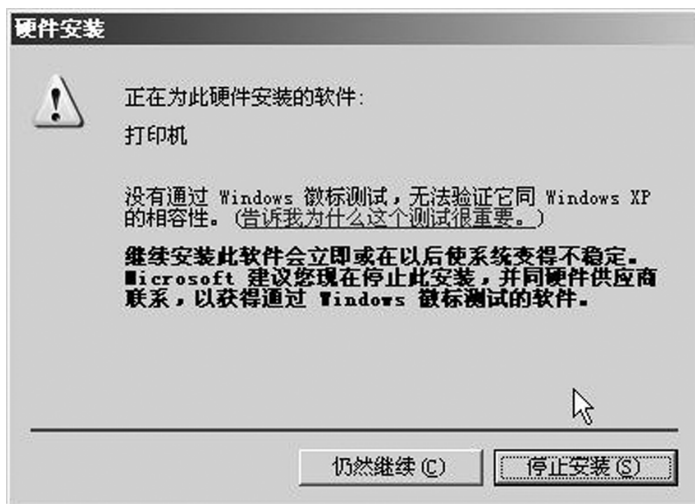 硬件安装
正在为此硬件安装的软件:
打印机
没有通过 Windows 徽标测试，无法验证它同 Windows XP
的相容性。(告诉我为什么这个测试很重要。)
继续安装此软件会立即或在以后使系统变得不稳定。
Microsoft 建议您现在停止此安装，并同硬件供应商
联系，以获得通过 Windows 徽标测试的软件。
仍然继续(C)
停止安装(S)